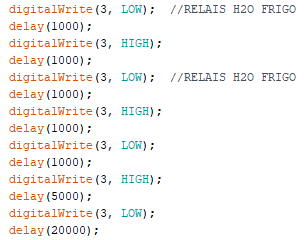 digitalWrite(3, LOW);  //RELAIS H2O FRIGO
delay(1000);
digitalWrite(3, HIGH);
delay(1000);
digitalWrite(3, LOW);  //RELAIS H2O FRIGO
delay(1000);
digitalWrite(3, HIGH);
delay(1000);
digitalWrite(3, LOW);
delay(1000);
digitalWrite(3, HIGH);
delay(5000);
digitalWrite(3, LOW);
delay(20000);